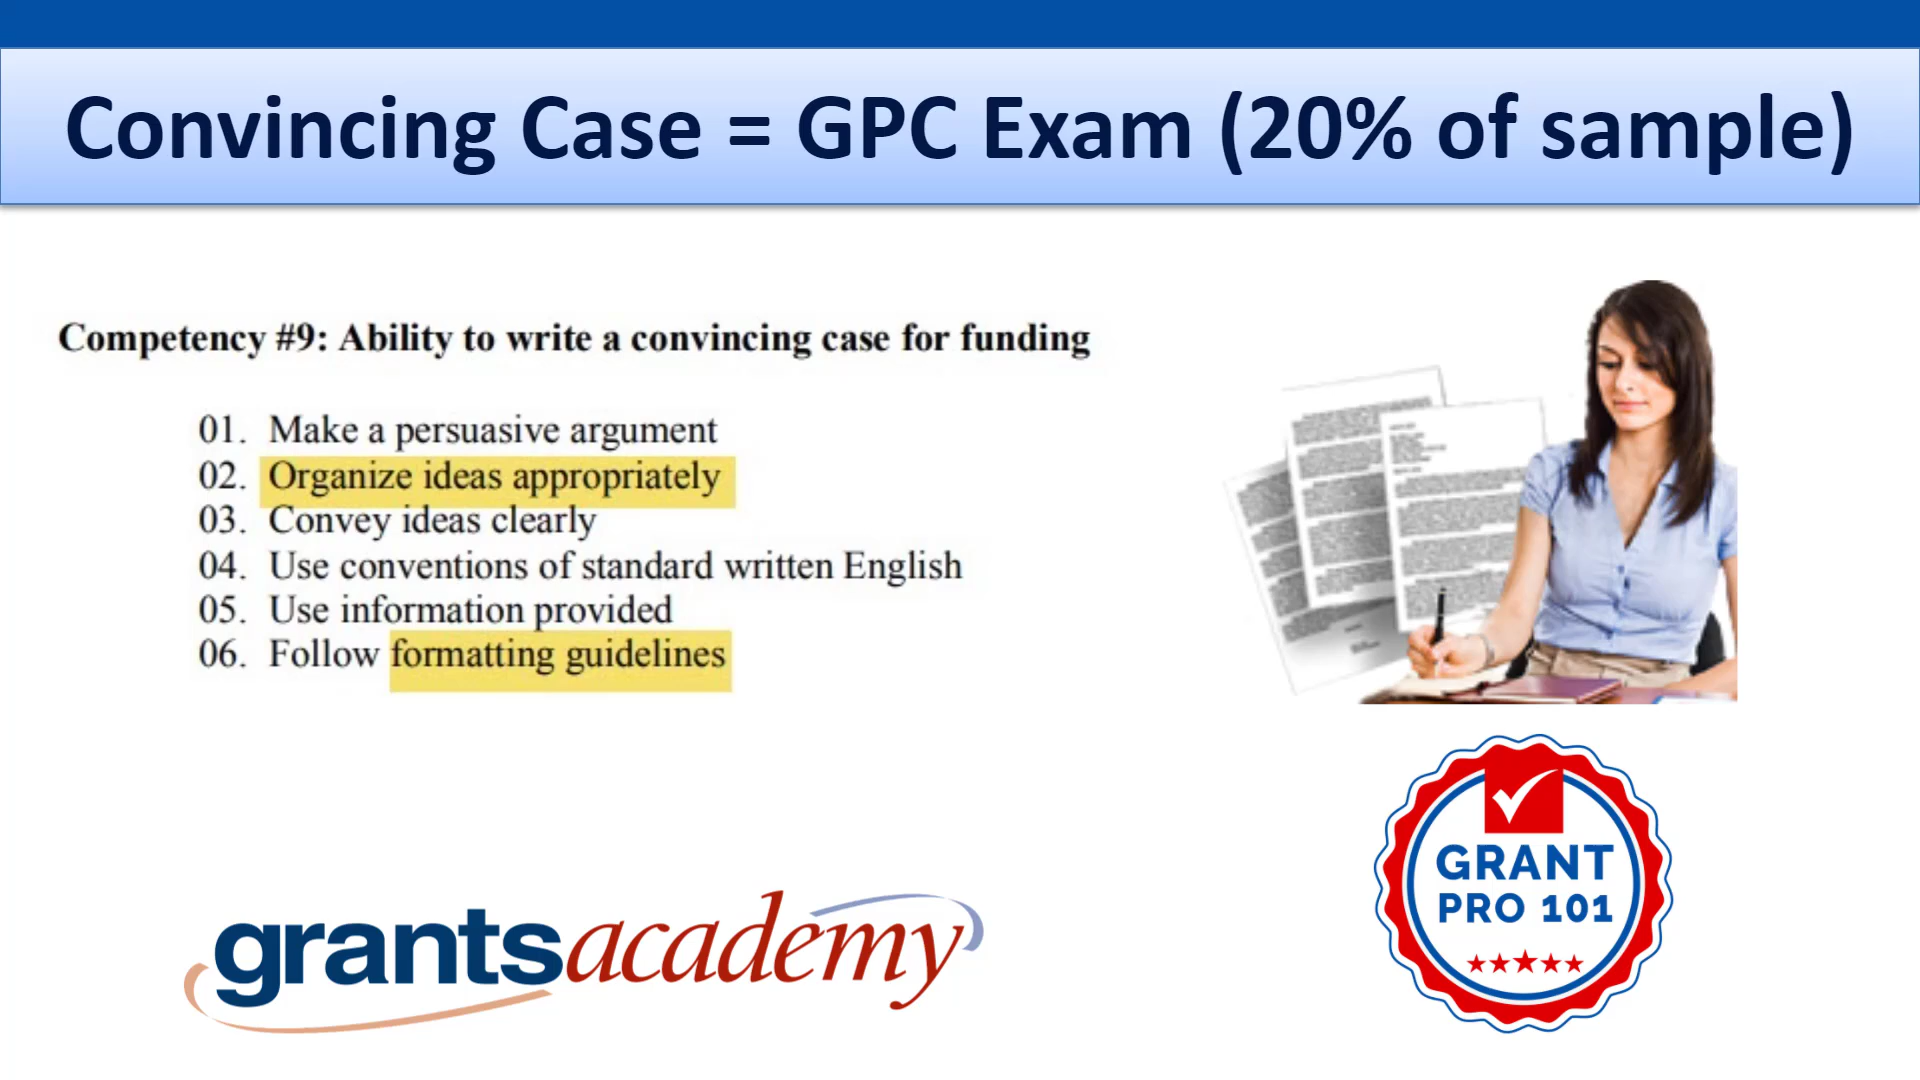 Convincing Case = GPC Exam (20% of sample)
Competency #9: Ability to write a convincing case for funding
01. Make a persuasive argument
02. Organize ideas appropriately
03. Convey ideas clearly
04. Use conventions of standard written English
05. Use information provided
06. Follow formatting guidelines
grantsacademy
GRANT
PRO 101